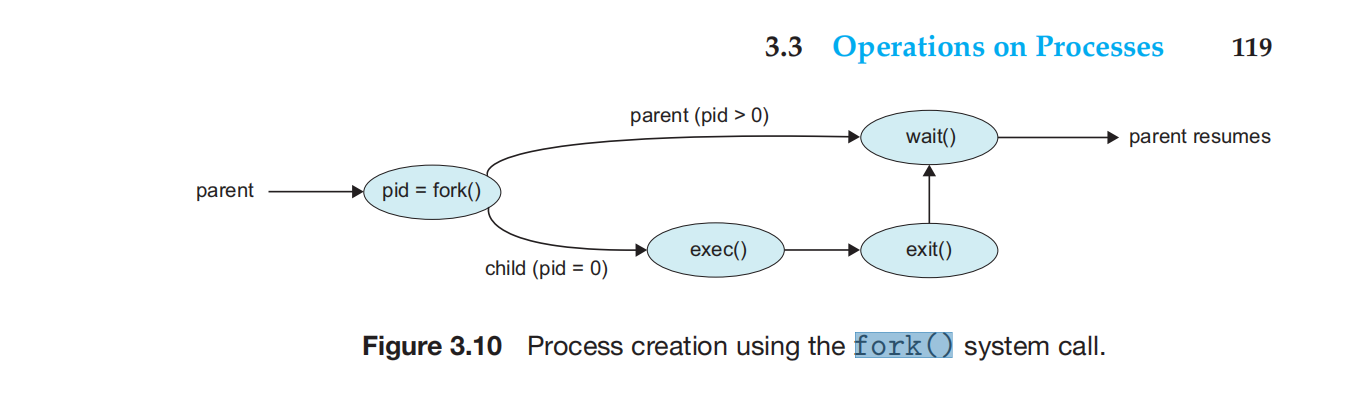 3.3 Operations on Processes 119
parent (pid > 0)
wait()
parent resumes
parent
pid = fork()
exec()
exit()
child (pid = 0)
Figure 3.10 Process creation using the fork() system call.